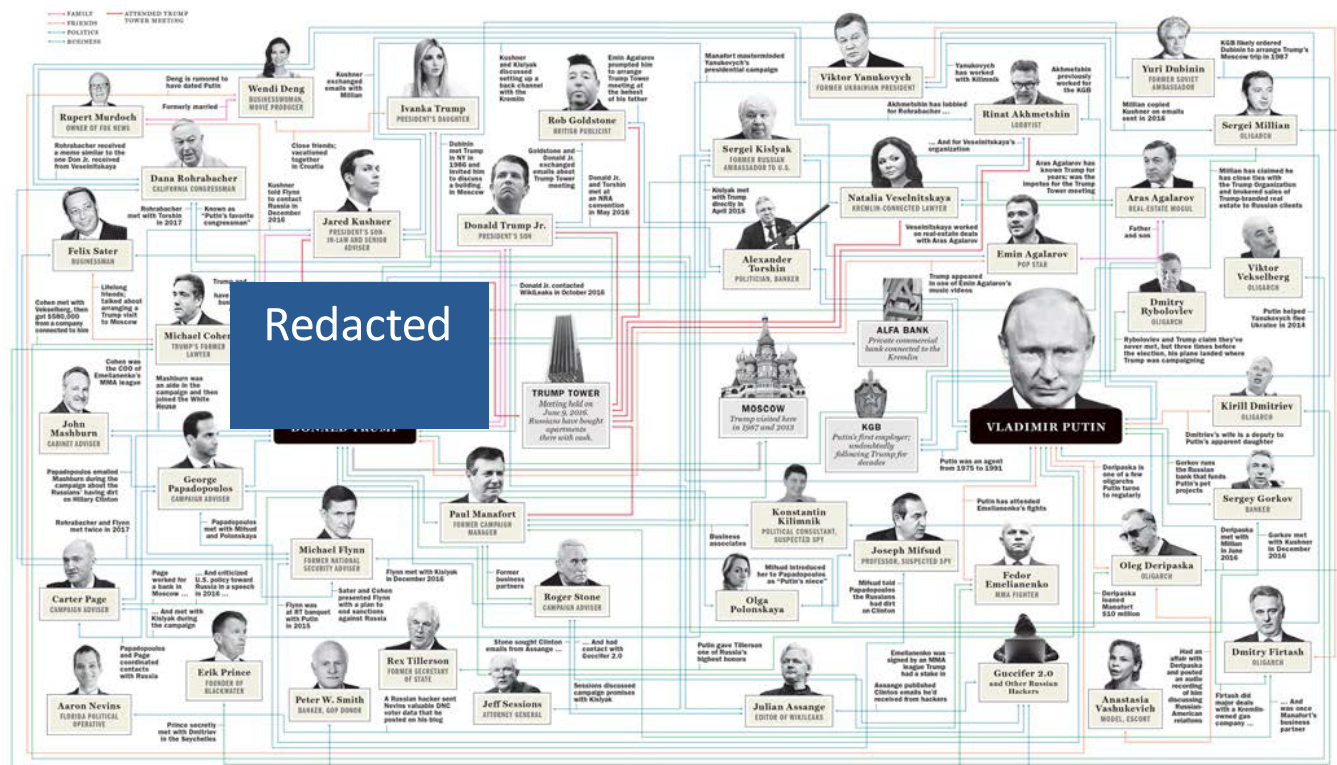 FAMILY
FRIENDS
POLITICS
BUSINESS
ATTENDED TRUMP
TOWER MEETING
Deng is rumored to
have dated Putin
Formerly married
Wendi Deng
BUSINESSWOMAN,
MOVIE PRODUCER
Rupert Murdoch
OWNER OF FOX NEWS
Kushner
exchanged
emails with
Millian
Ivanka Trump
PRESIDENT'S DAUGHTER
Kushner
and Kislyak
discussed
setting up a
back channel
with the
Kremlin
Emin Agalarov
prompted him
to arrange
Trump Tower
meeting at
the behest
of his father
Rob Goldstone
BRITISH PUBLICIST
Manafort masterminded
Yanukovych's
presidential campaign
Viktor Yanukovych
FORMER UKRAINIAN PRESIDENT
Yanukovych
has worked
with Kilimnik
Akhmetshin
previously
worked for
the KGB
Yuri Dubinin
FORMER SOVIET
AMBASSADOR
KGB likely ordered
Dubinin to arrange Trump's
Moscow trip in 1987
Millian copied
Kushner on emails
sent in 2016
Sergei Millian
OLIGARCH
Akhmetshin has lobbied
for Rohrabacher ...
Rinat Akhmetshin
LOBBYIST
... And for Veselnitskaya's
organization
Sergei Kislyak
FORMER RUSSIAN
AMBASSADOR TO U.S.
Rohrabacher received
a meme similar to the
one Don Jr. received
from Veselnitskaya
Dana Rohrabacher
CALIFORNIA CONGRESSMAN
Close friends;
vacationed
together
in Croatia
Dubinin
met Trump
in NY in
1986 and
invited him
to discuss
a building
in Moscow
Goldstone and
Donald Jr.
exchanged
emails about
Trump Tower
meeting
Donald Jr.
and Torshin
met at
an NRA
convention
in May 2016
Kislyak met
with Trump
directly in
April 2016
Natalia Veselnitskaya
KREMLIN-CONNECTED LAWYER
Aras Agalarov has
known Trump for
years; was the
impetus for the Trump
Tower meeting
Aras Agalarov
REAL-ESTATE MOGUL
Millian has claimed he
has close ties with
the Trump Organization
and brokered sales of
Trump-branded real
estate to Russian clients
Rohrabacher
met with Torshin
in 2017
Known as
"Putin's favorite
congressman"
Kushner
told Flynn
to contact
Russia in
December
2016
Jared Kushner
PRESIDENT'S SON-
IN-LAW AND SENIOR
ADVISER
Donald Trump Jr.
PRESIDENT'S SON
Veselnitskaya worked
on real-estate deals
with Aras Agalarov
Father
and son
Felix Sater
BUSINESSMAN
Alexander
Torshin
POLITICIAN, BANKER
Emin Agalarov
POP STAR
Viktor
Vekselberg
OLIGARCH
Trump appeared
in one of Emin Agalarov's
music videos
Donald Jr. contacted
WikiLeaks in October 2016
Cohen met with
Vekselberg, then
got $580,000
from a company
connected to him
Lifelong
friends;
talked about
arranging a
Trump visit
to Moscow
Michael Cohen
TRUMP'S FORMER
LAWYER
Redacted
Dmitry
Rybolovlev
OLIGARCH
Putin helped
Yanukovych flee
Ukraine in 2014
Rybolovlev and Trump claim they've
never met, but three times before
the election, his plane landed where
Trump was campaigning
ALFA BANK
Private commercial
bank connected to the
Kremlin
Cohen was
the COO of
Emelianenko's
MMA league
Mashburn was
an aide in the
campaign and then
joined the White
House
TRUMP TOWER
Meeting held on
June 9, 2016.
Russians have bought
apartments
there with cash.
MOSCOW
Trump visited here
in 1987 and 2013
KGB
Putin's first employer;
undoubtedly
following Trump for
decades
VLADIMIR PUTIN
Kirill Dmitriev
OLIGARCH
Dmitriev's wife is a deputy to
Putin's apparent daughter
John
Mashburn
CABINET ADVISER
DONALD TRUMP
Putin was an agent
from 1975 to 1991
Deripaska is
one of a few
oligarchs
Putin turns
to regularly
Gorkov runs
the Russian
bank that funds
Putin's pet
projects
Sergey Gorkov
BANKER
Papadopoulos emailed
Mashburn during the
campaign about the
Russians' having dirt
on Hillary Clinton
George
Papadopoulos
CAMPAIGN ADVISER
Paul Manafort
FORMER CAMPAIGN
MANAGER
Konstantin
Kilimnik
POLITICAL CONSULTANT,
SUSPECTED SPY
Putin has attended
Emelianenko's fights
Rohrabacher and Flynn
met twice in 2017
Papadopoulos
met with Mifsud
and Polonskaya
Michael Flynn
FORMER NATIONAL
SECURITY ADVISER
Business
associates
Joseph Mifsud
PROFESSOR, SUSPECTED SPY
Fedor
Emelianenko
MMA FIGHTER
Oleg Deripaska
OLIGARCH
Deripaska
met with
Millian
in June
2016
Gorkov met
with Kushner
in December
2016
Carter Page
CAMPAIGN ADVISER
Page
worked for
a bank in
Moscow ...
... And criticized
U.S. policy toward
Russia in a speech
in 2016 ...
... And met with
Kislyak during
the campaign
Flynn met with Kislyak
in December 2016
Former
business
partners
Roger Stone
CAMPAIGN ADVISER
Olga
Polonskaya
Mifsud introduced
her to Papadopoulos
as "Putin's niece"
Mifsud told
Papadopoulos
the Russians
had dirt
on Clinton
Deripaska
loaned
Manafort
$10 million
Flynn was
at RT banquet
with Putin
in 2015
Sater and Cohen
presented Flynn
with a plan to
end sanctions
against Russia
Papadopoulos
and Page
coordinated
contacts
with Russia
Erik Prince
FOUNDER OF
BLACKWATER
Rex Tillerson
FORMER SECRETARY
OF STATE
Stone sought Clinton
emails from Assange ...
... And had
contact with
Guccifer 2.0
Putin gave Tillerson
one of Russia's
highest honors
Emelianenko was
signed by an MMA
league Trump
had a stake in
Guccifer 2.0
and Other Russian
Hackers
Dmitry Firtash
OLIGARCH
Aaron Nevins
FLORIDA POLITICAL
OPERATIVE
Peter W. Smith
BANKER, GOP DONOR
A Russian hacker sent
Nevins valuable DNC
voter data that he
posted on his blog
Jeff Sessions
ATTORNEY GENERAL
Sessions discussed
campaign promises
with Kislyak
Julian Assange
EDITOR OF WIKILEAKS
Assange published
Clinton emails he'd
received from hackers
Anastasia
Vashukevich
MODEL, ESCORT
Had an
affair with
Deripaska
and posted
an audio
recording
of him
discussing
Russian-
American
relations
Firtash did
major deals
with a Kremlin-
owned gas
company ...
... And
was once
Manafort's
business
partner
Prince secretly
met with Dmitriev
in the Seychelles